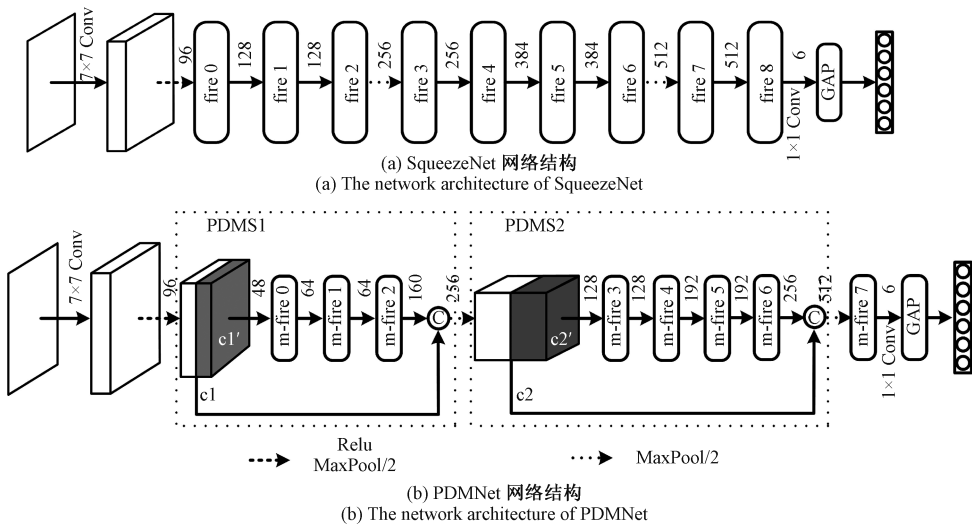 7×7 Conv
96
fire 0
128
fire 1
128
fire 2
256
fire 3
256
fire 4
384
fire 5
384
fire 6
512
fire 7
512
fire 8
6
1×1 Conv
GAP
(a) SqueezeNet 网络结构
(a) The network architecture of SqueezeNet
PDMS1
PDMS2
7×7 Conv
96
c1′
c1
48
m-fire 0
64
m-fire 1
64
m-fire 2
160
C
256
c2′
c2
128
m-fire 3
128
m-fire 4
192
m-fire 5
192
m-fire 6
256
C
512
m-fire 7
6
1×1 Conv
GAP
Relu
MaxPool/2
MaxPool/2
(b) PDMNet 网络结构
(b) The network architecture of PDMNet